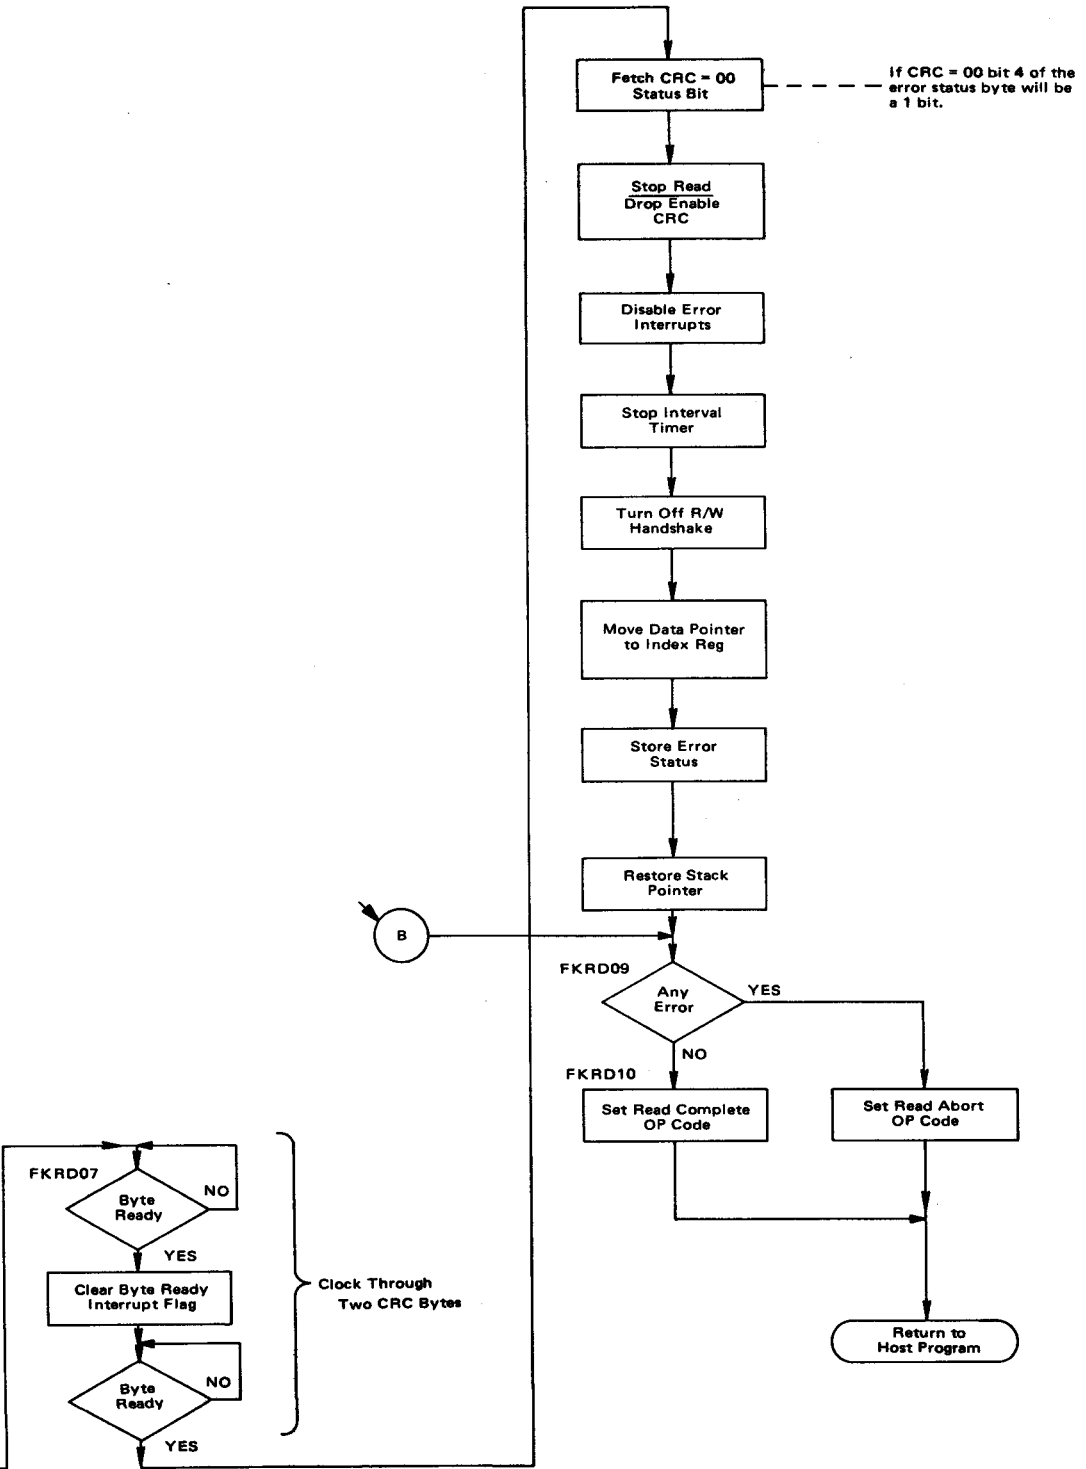 Fetch CRC = 00
Status Bit
If CRC = 00 bit 4 of the
error status byte will be
a 1 bit.
Stop Read
Drop Enable
CRC
Disable Error
Interrupts
Stop Interval
Timer
Turn Off R/W
Handshake
Move Data Pointer
to Index Reg
Store Error
Status
Restore Stack
Pointer
B
FKRD09
Any
Error
YES
NO
FKRD10
Set Read Complete
OP Code
Set Read Abort
OP Code
Return to
Host Program
FKRD07
Byte
Ready
NO
YES
Clear Byte Ready
Interrupt Flag
Clock Through
Two CRC Bytes
Byte
Ready
NO
YES